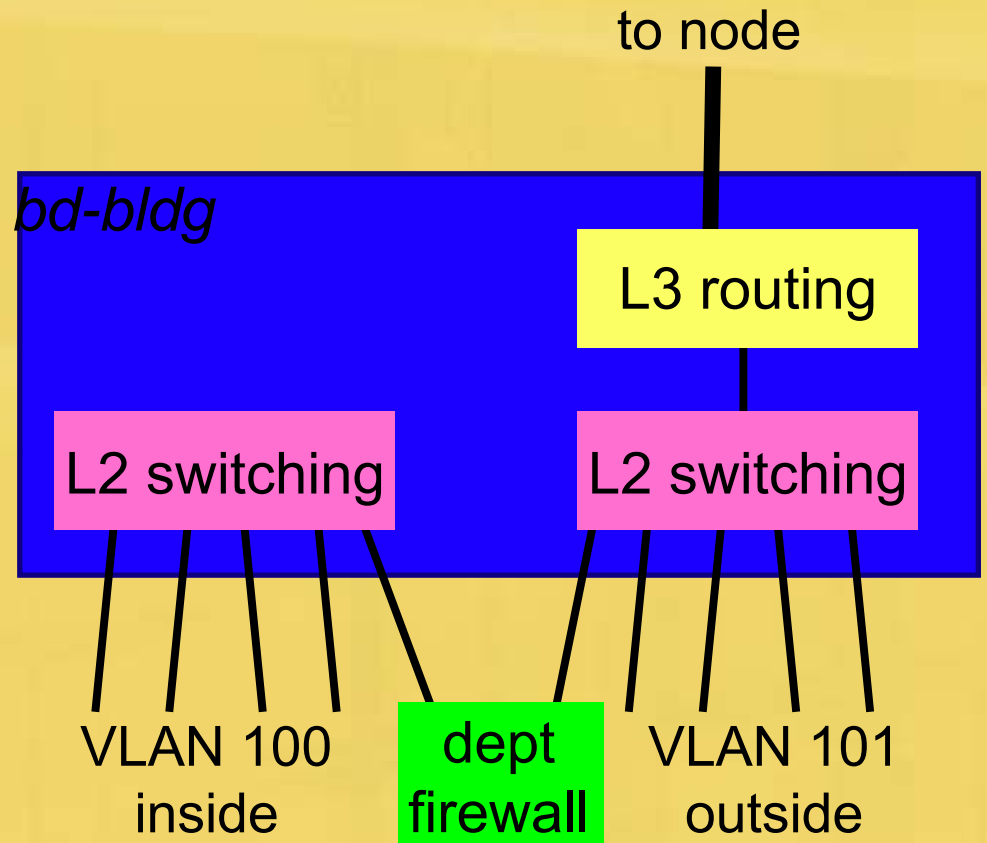 to node
bd-bldg
L3 routing
L2 switching
L2 switching
VLAN 100
inside
dept
firewall
VLAN 101
outside